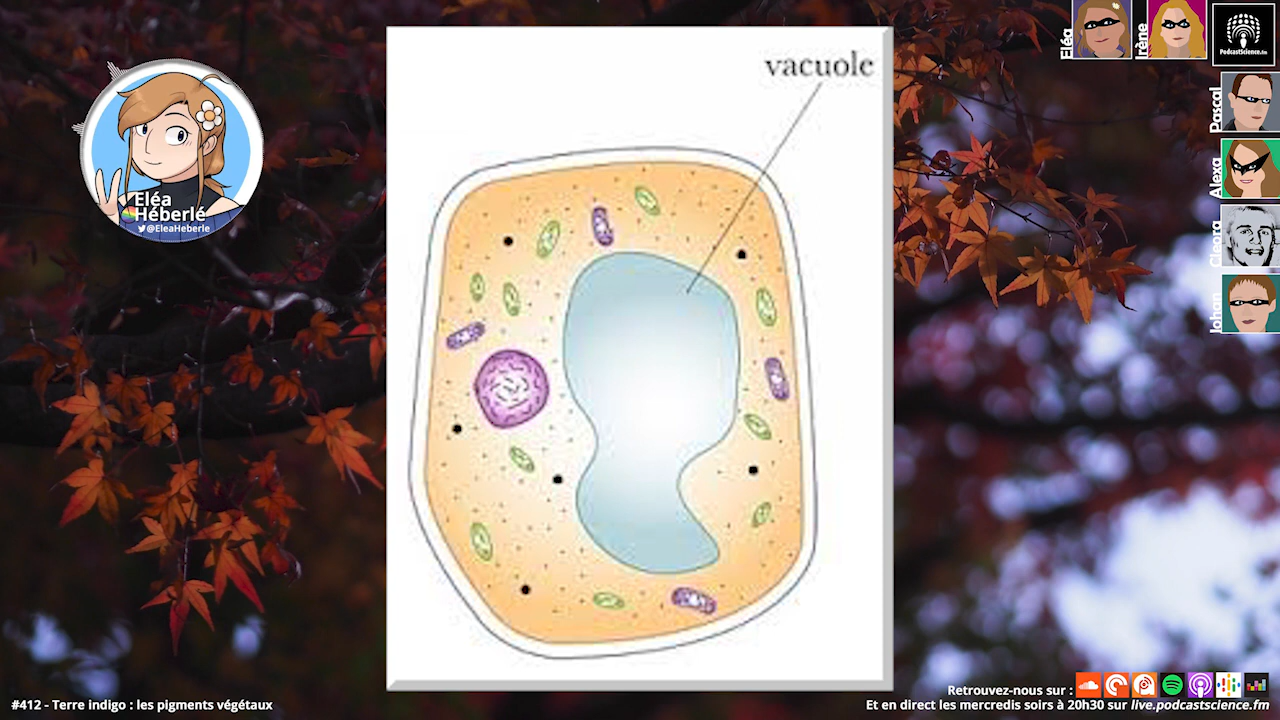 vacuole
Eléa
Héberlé
@EleaHeberle
Eléa
Irène
PodcastScience.fm
Pascal
Alexa
Johan
#412 - Terre indigo : les pigments végétaux
Retrouvez-nous sur :
Et en direct les mercredis soirs à 20h30 sur live.podcastscience.fm